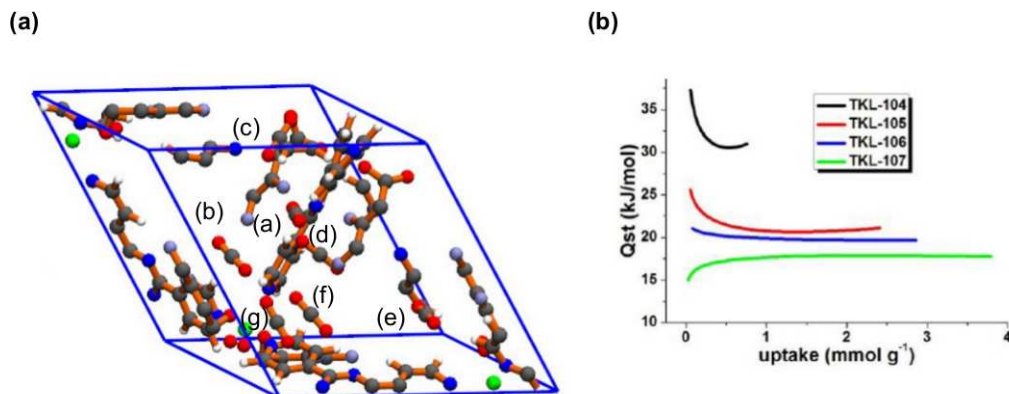 (a)
(b)
(c)
(b)
(a)
(d)
(f)
(g)
(e)
Qst (kJ/mol)
35
30
25
20
15
10
TKL-104
TKL-105
TKL-106
TKL-107
0
1
2
3
4
uptake (mmol g⁻¹)